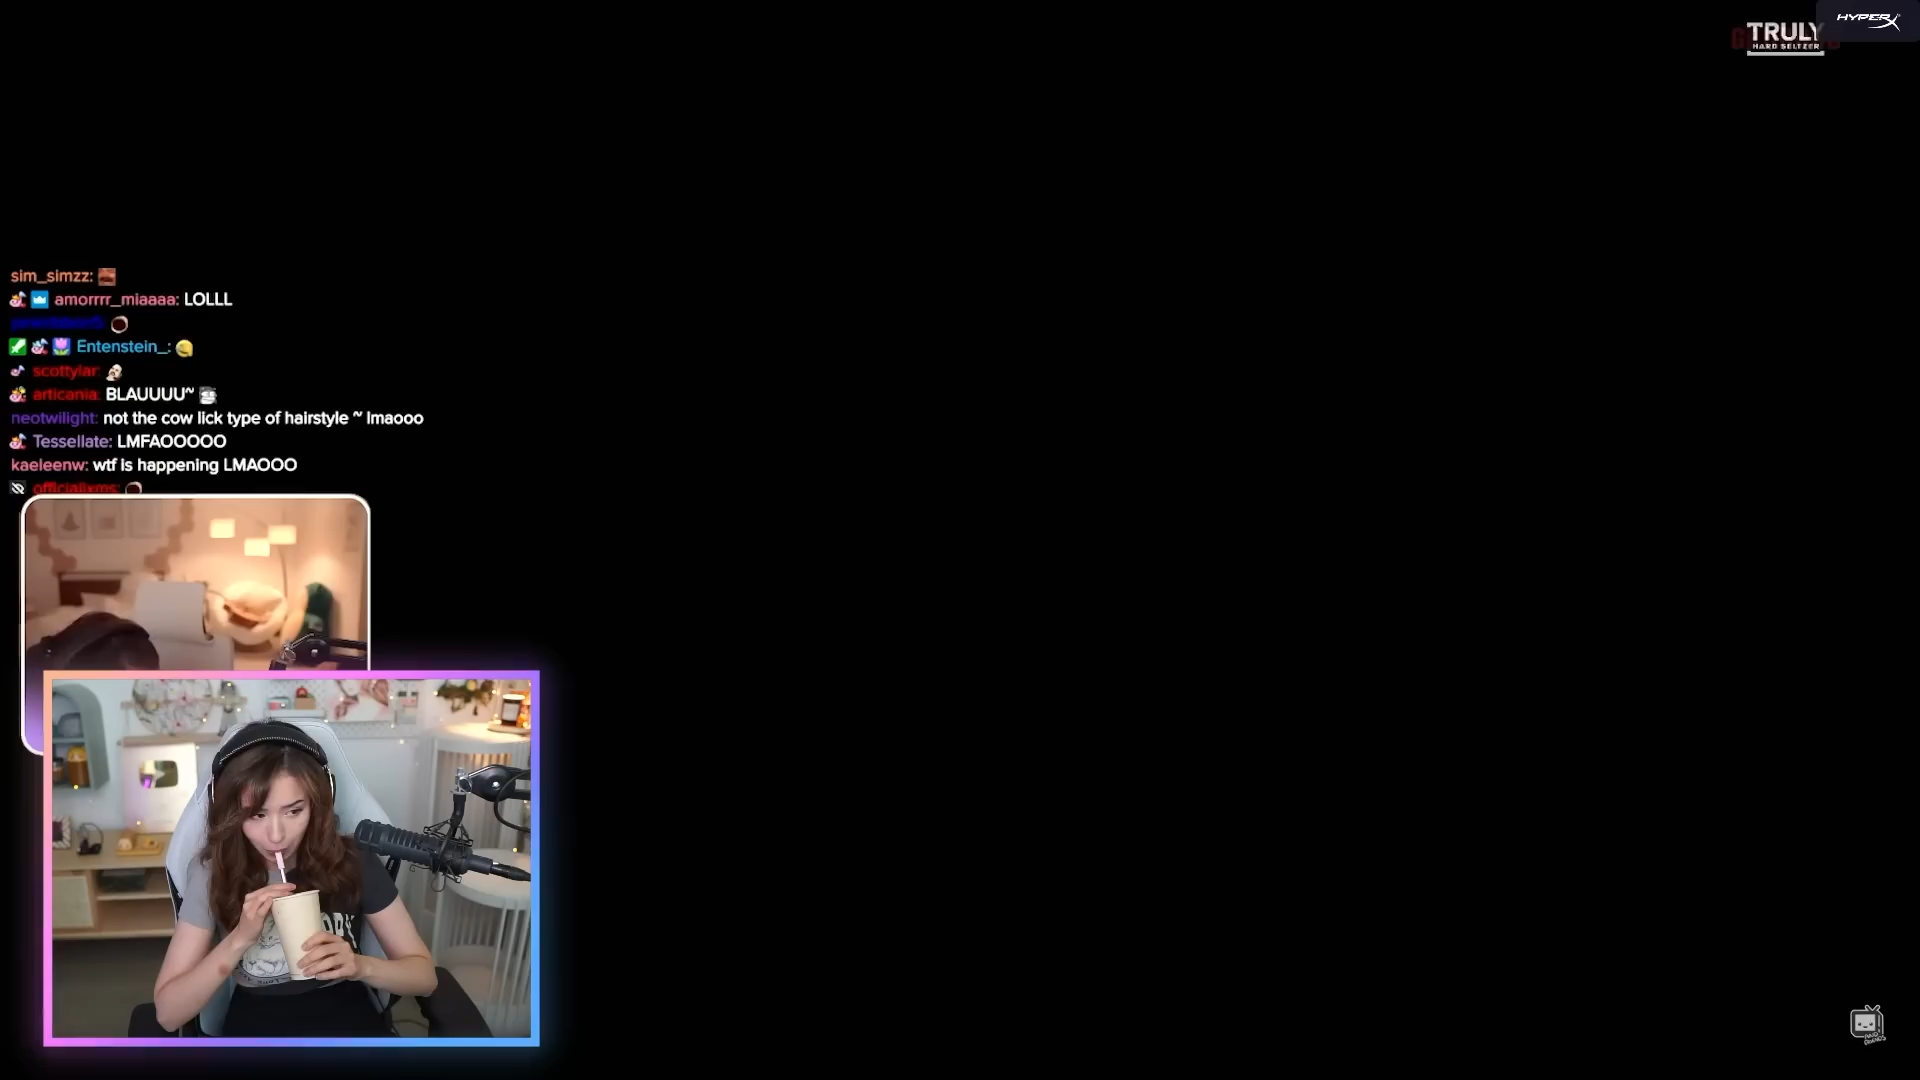 HYPERX
TRULY
HARD SELTZER
sim_simzz:
amorrrr_miaaaa: LOLLL
Entenstein_:
scottylar:
articania: BLAUUUU~
neotwilight: not the cow lick type of hairstyle ~ lmaooo
Tessellate: LMFAOOOOO
kaeleenw: wtf is happening LMAOOO